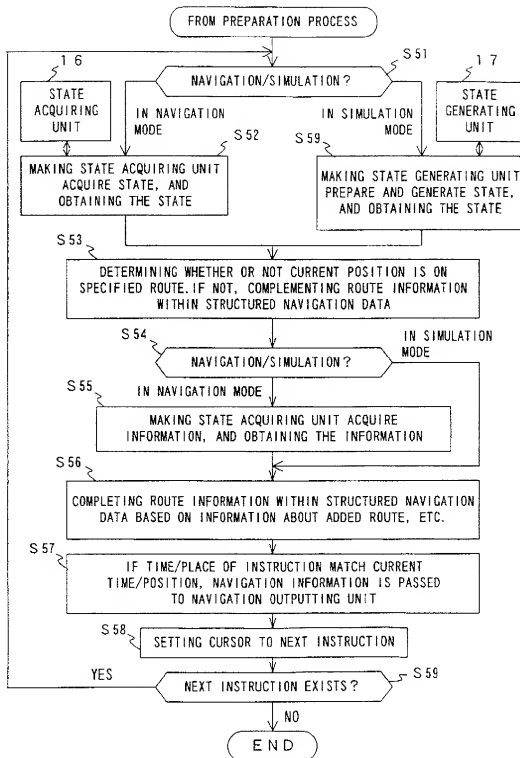 FROM PREPARATION PROCESS
S51
NAVIGATION/SIMULATION?
16
STATE
ACQUIRING
UNIT
17
STATE
GENERATING
UNIT
IN NAVIGATION
MODE
IN SIMULATION
MODE
S52
MAKING STATE ACQUIRING UNIT
ACQUIRE STATE, AND
OBTAINING THE STATE
S59
MAKING STATE GENERATING UNIT
PREPARE AND GENERATE STATE,
AND OBTAINING THE STATE
S53
DETERMINING WHETHER OR NOT CURRENT POSITION IS ON
SPECIFIED ROUTE. IF NOT, COMPLEMENTING ROUTE INFORMATION
WITHIN STRUCTURED NAVIGATION DATA
S54
NAVIGATION/SIMULATION?
IN SIMULATION
MODE
IN NAVIGATION MODE
S55
MAKING STATE ACQUIRING UNIT ACQUIRE
INFORMATION, AND OBTAINING THE INFORMATION
S56
COMPLETING ROUTE INFORMATION WITHIN STRUCTURED NAVIGATION
DATA BASED ON INFORMATION ABOUT ADDED ROUTE, ETC.
S57
IF TIME/PLACE OF INSTRUCTION MATCH CURRENT
TIME/POSITION, NAVIGATION INFORMATION IS PASSED
TO NAVIGATION OUTPUTTING UNIT
S58
SETTING CURSOR TO NEXT INSTRUCTION
YES
NEXT INSTRUCTION EXISTS?
S59
NO
END